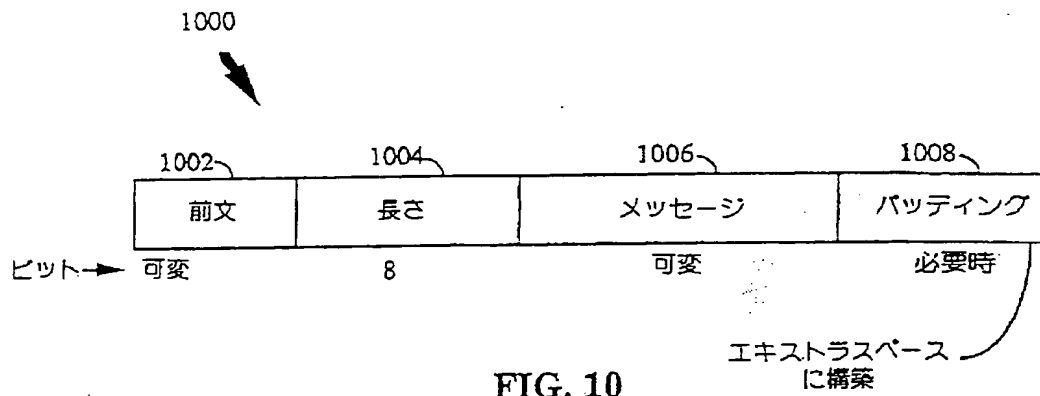 1000
1002 1004 1006 1008
前文 長さ メッセージ パッディング
ビット 可変 8 可変 必要時
エキストラスペース
に構築
FIG. 10